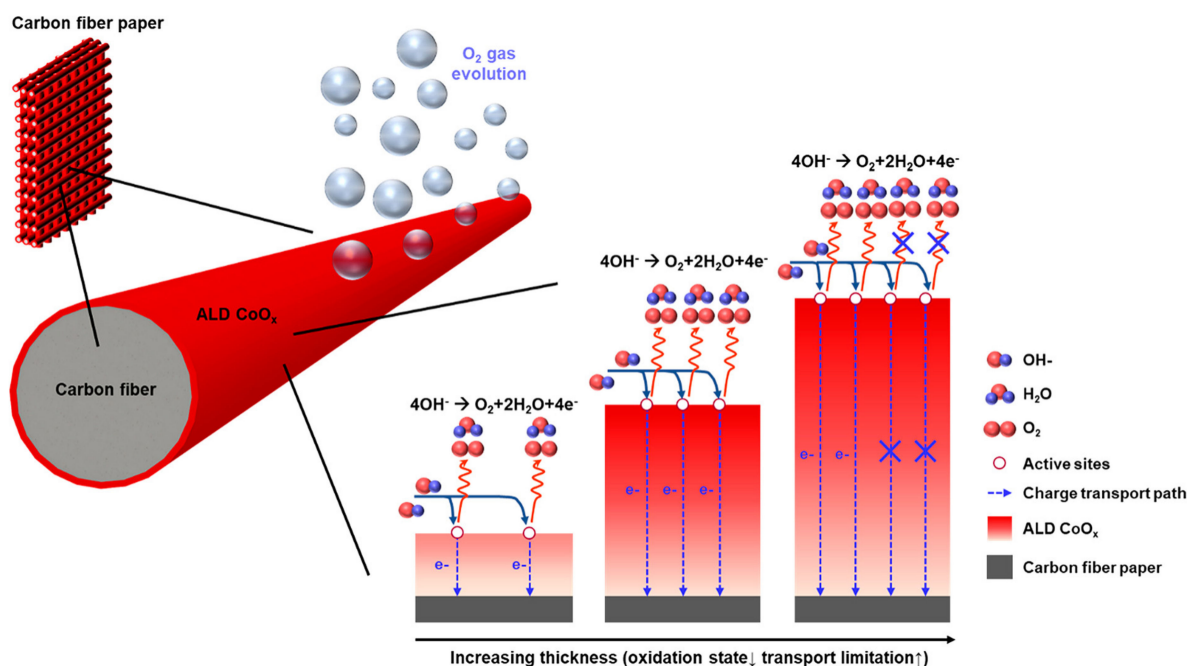 Carbon fiber paper
O₂ gas
evolution
ALD CoOₓ
Carbon fiber
4OH⁻ → O₂+2H₂O+4e⁻
e-
e-
4OH⁻ → O₂+2H₂O+4e⁻
e-
e-
e-
4OH⁻ → O₂+2H₂O+4e⁻
e-
e-
OH-
H₂O
O₂
Active sites
Charge transport path
ALD CoOₓ
Carbon fiber paper
Increasing thickness (oxidation state↓ transport limitation↑)